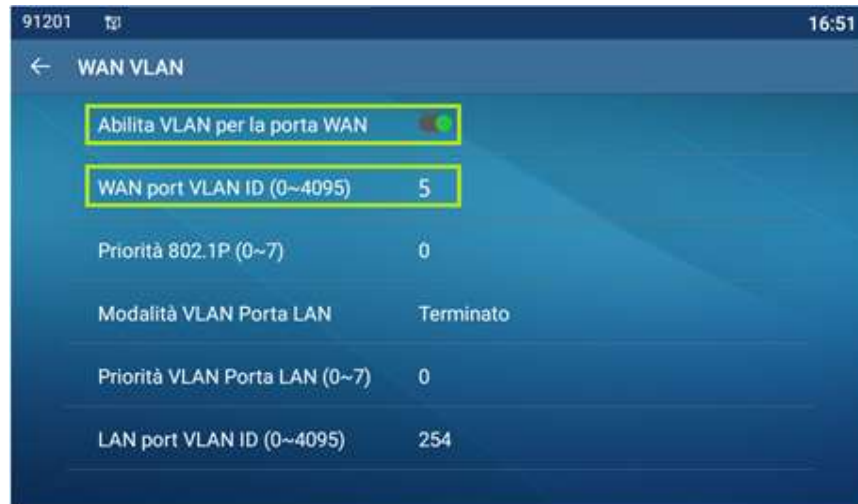 91201 16:51
← WAN VLAN
Abilita VLAN per la porta WAN
WAN port VLAN ID (0~4095) 5
Priorità 802.1P (0~7) 0
Modalità VLAN Porta LAN Terminato
Priorità VLAN Porta LAN (0~7) 0
LAN port VLAN ID (0~4095) 254